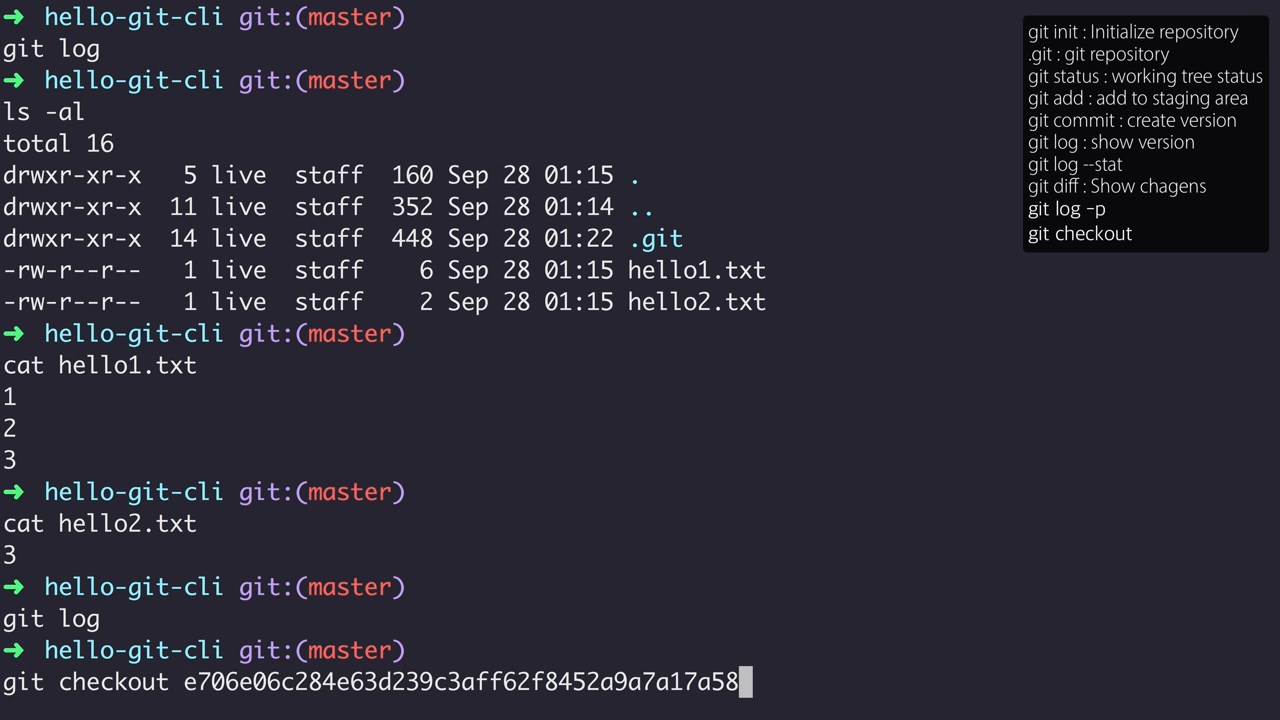 ➜ hello-git-cli git:(master)
git log
➜ hello-git-cli git:(master)
ls -al
total 16
drwxr-xr-x 5 live staff 160 Sep 28 01:15 .
drwxr-xr-x 11 live staff 352 Sep 28 01:14 ..
drwxr-xr-x 14 live staff 448 Sep 28 01:22 .git
-rw-r--r-- 1 live staff 6 Sep 28 01:15 hello1.txt
-rw-r--r-- 1 live staff 2 Sep 28 01:15 hello2.txt
➜ hello-git-cli git:(master)
cat hello1.txt
1
2
3
➜ hello-git-cli git:(master)
cat hello2.txt
3
➜ hello-git-cli git:(master)
git log
➜ hello-git-cli git:(master)
git checkout e706e06c284e63d239c3aff62f8452a9a7a17a58
git init : Initialize repository
.git : git repository
git status : working tree status
git add : add to staging area
git commit : create version
git log : show version
git log --stat
git diff : Show chagens
git log -p
git checkout